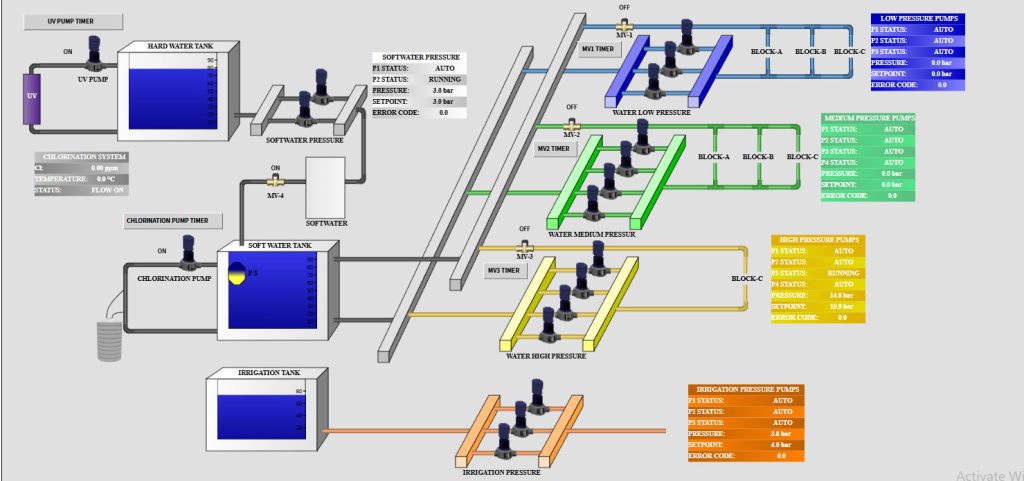 UV PUMP TIMER
ON
UV PUMP
UV
HARD WATER TANK
SOFTWATER PRESSURE
SOFTWATER PRESSURE
P1 STATUS: AUTO
P2 STATUS: RUNNING
PRESSURE: 3.0 bar
SETPOINT: 3.0 bar
ERROR CODE: 0.0
CHLORINATION SYSTEM
CL 0.00 ppm
TEMPERATURE: 0.0 °C
STATUS: FLOW ON
ON
MV-4
SOFTWATER
CHLORINATION PUMP TIMER
ON
CHLORINATION PUMP
SOFT WATER TANK
F/S
IRRIGATION TANK
OFF
MV-1
MV1 TIMER
BLOCK-A
BLOCK-B
BLOCK-C
WATER LOW PRESSURE
LOW PRESSURE PUMPS
P1 STATUS: AUTO
P2 STATUS: AUTO
P3 STATUS: AUTO
PRESSURE: 0.0 bar
SETPOINT: 0.0 bar
ERROR CODE: 0.0
OFF
MV-2
MV2 TIMER
BLOCK-A
BLOCK-B
BLOCK-C
WATER MEDIUM PRESSUR
MEDIUM PRESSURE PUMPS
P1 STATUS: AUTO
P2 STATUS: AUTO
P3 STATUS: AUTO
P4 STATUS: AUTO
PRESSURE: 0.0 bar
SETPOINT: 0.0 bar
ERROR CODE: 0.0
OFF
MV-3
MV3 TIMER
BLOCK-C
WATER HIGH PRESSURE
HIGH PRESSURE PUMPS
P1 STATUS: AUTO
P2 STATUS: AUTO
P3 STATUS: RUNNING
P4 STATUS: AUTO
PRESSURE: 14.8 bar
SETPOINT:
ERROR CODE: 0.0
IRRIGATION PRESSURE
IRRIGATION PRESSURE PUMPS
P1 STATUS: AUTO
P2 STATUS: AUTO
P3 STATUS: AUTO
PRESSURE: 3.8 bar
SETPOINT: 4.0 bar
ERROR CODE: 0.0
Activate Wi